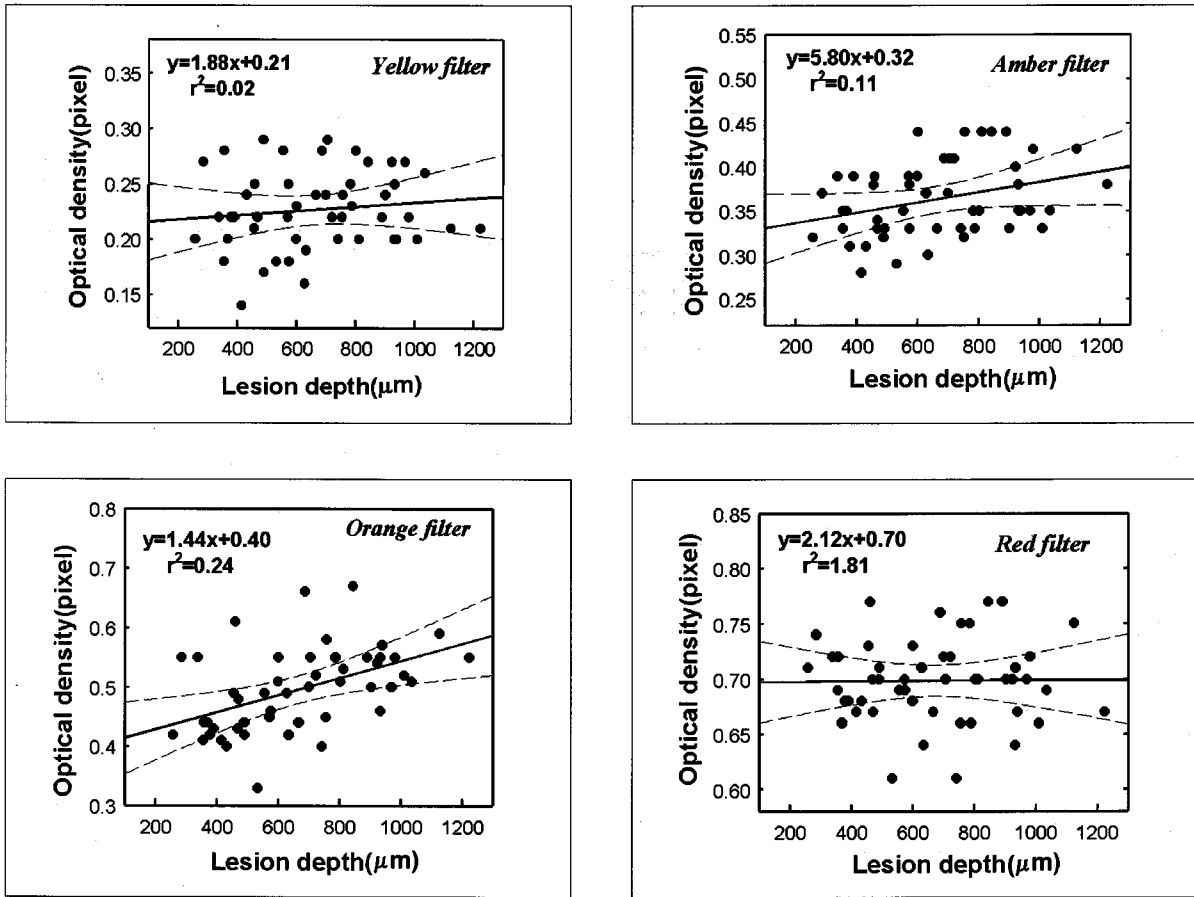 y=1.88x+0.21
r²=0.02
Yellow filter
0.35
0.30
0.25
0.20
0.15
Optical density(pixel)
200 400 600 800 1000 1200
Lesion depth(μm)
y=5.80x+0.32
r²=0.11
Amber filter
0.55
0.50
0.45
0.40
0.35
0.30
0.25
Optical density(pixel)
200 400 600 800 1000 1200
Lesion depth(μm)
y=1.44x+0.40
r²=0.24
Orange filter
0.8
0.7
0.6
0.5
0.4
0.3
Optical density(pixel)
200 400 600 800 1000 1200
Lesion depth(μm)
y=2.12x+0.70
r²=1.81
Red filter
0.85
0.80
0.75
0.70
0.65
0.60
Optical density(pixel)
200 400 600 800 1000 1200
Lesion depth(μm)